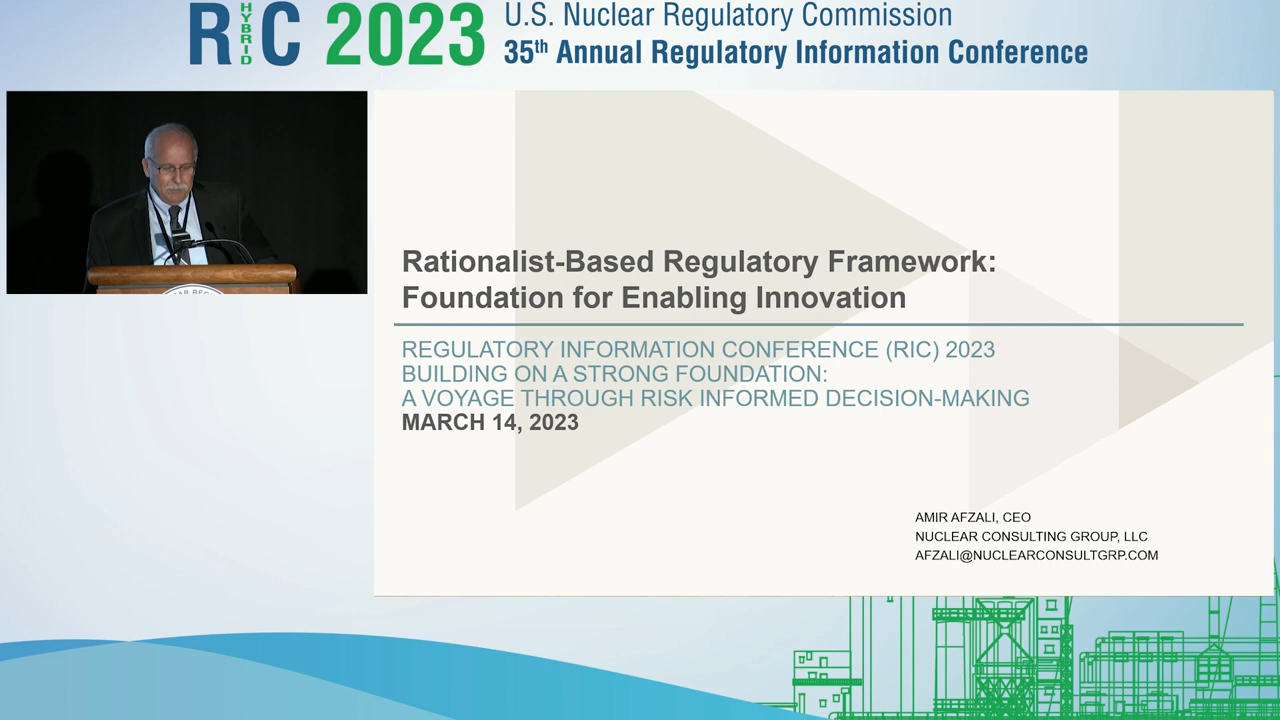 RIC 2023
HYBRID
U.S. Nuclear Regulatory Commission
35th Annual Regulatory Information Conference
Rationalist-Based Regulatory Framework:
Foundation for Enabling Innovation
REGULATORY INFORMATION CONFERENCE (RIC) 2023
BUILDING ON A STRONG FOUNDATION:
A VOYAGE THROUGH RISK INFORMED DECISION-MAKING
MARCH 14, 2023
AMIR AFZALI, CEO
NUCLEAR CONSULTING GROUP, LLC
AFZALI@NUCLEARCONSULTGRP.COM